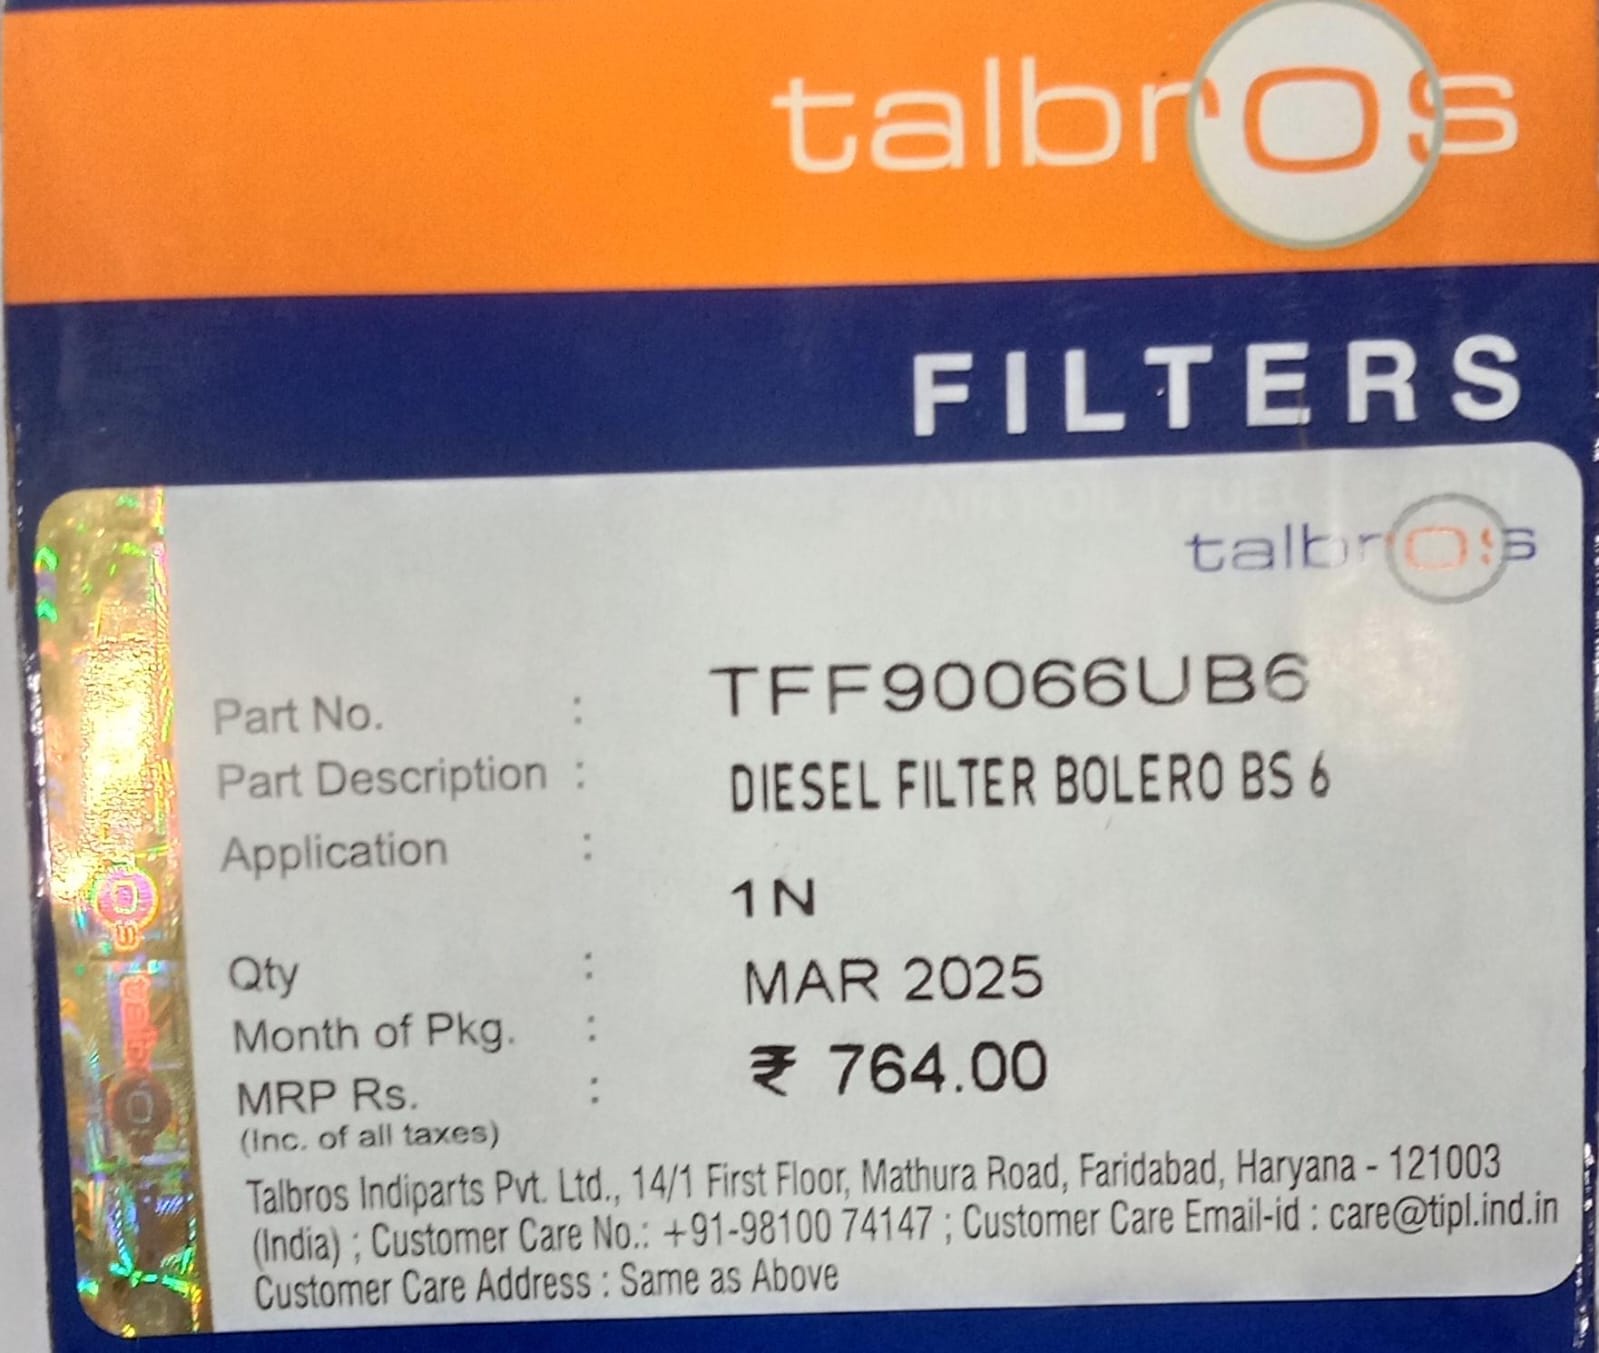 talbros
FILTERS
talbros
Part No. : TFF90066UB6
Part Description : DIESEL FILTER BOLERO BS 6
Application :
1N
Qty :
MAR 2025
Month of Pkg. :
₹ 764.00
MRP Rs. :
(Inc. of all taxes)
Talbros Indiparts Pvt. Ltd., 14/1 First Floor, Mathura Road, Faridabad, Haryana - 121003
(India) ; Customer Care No.: +91-98100 74147 ; Customer Care Email-id : care@tipl.ind.in
Customer Care Address : Same as Above